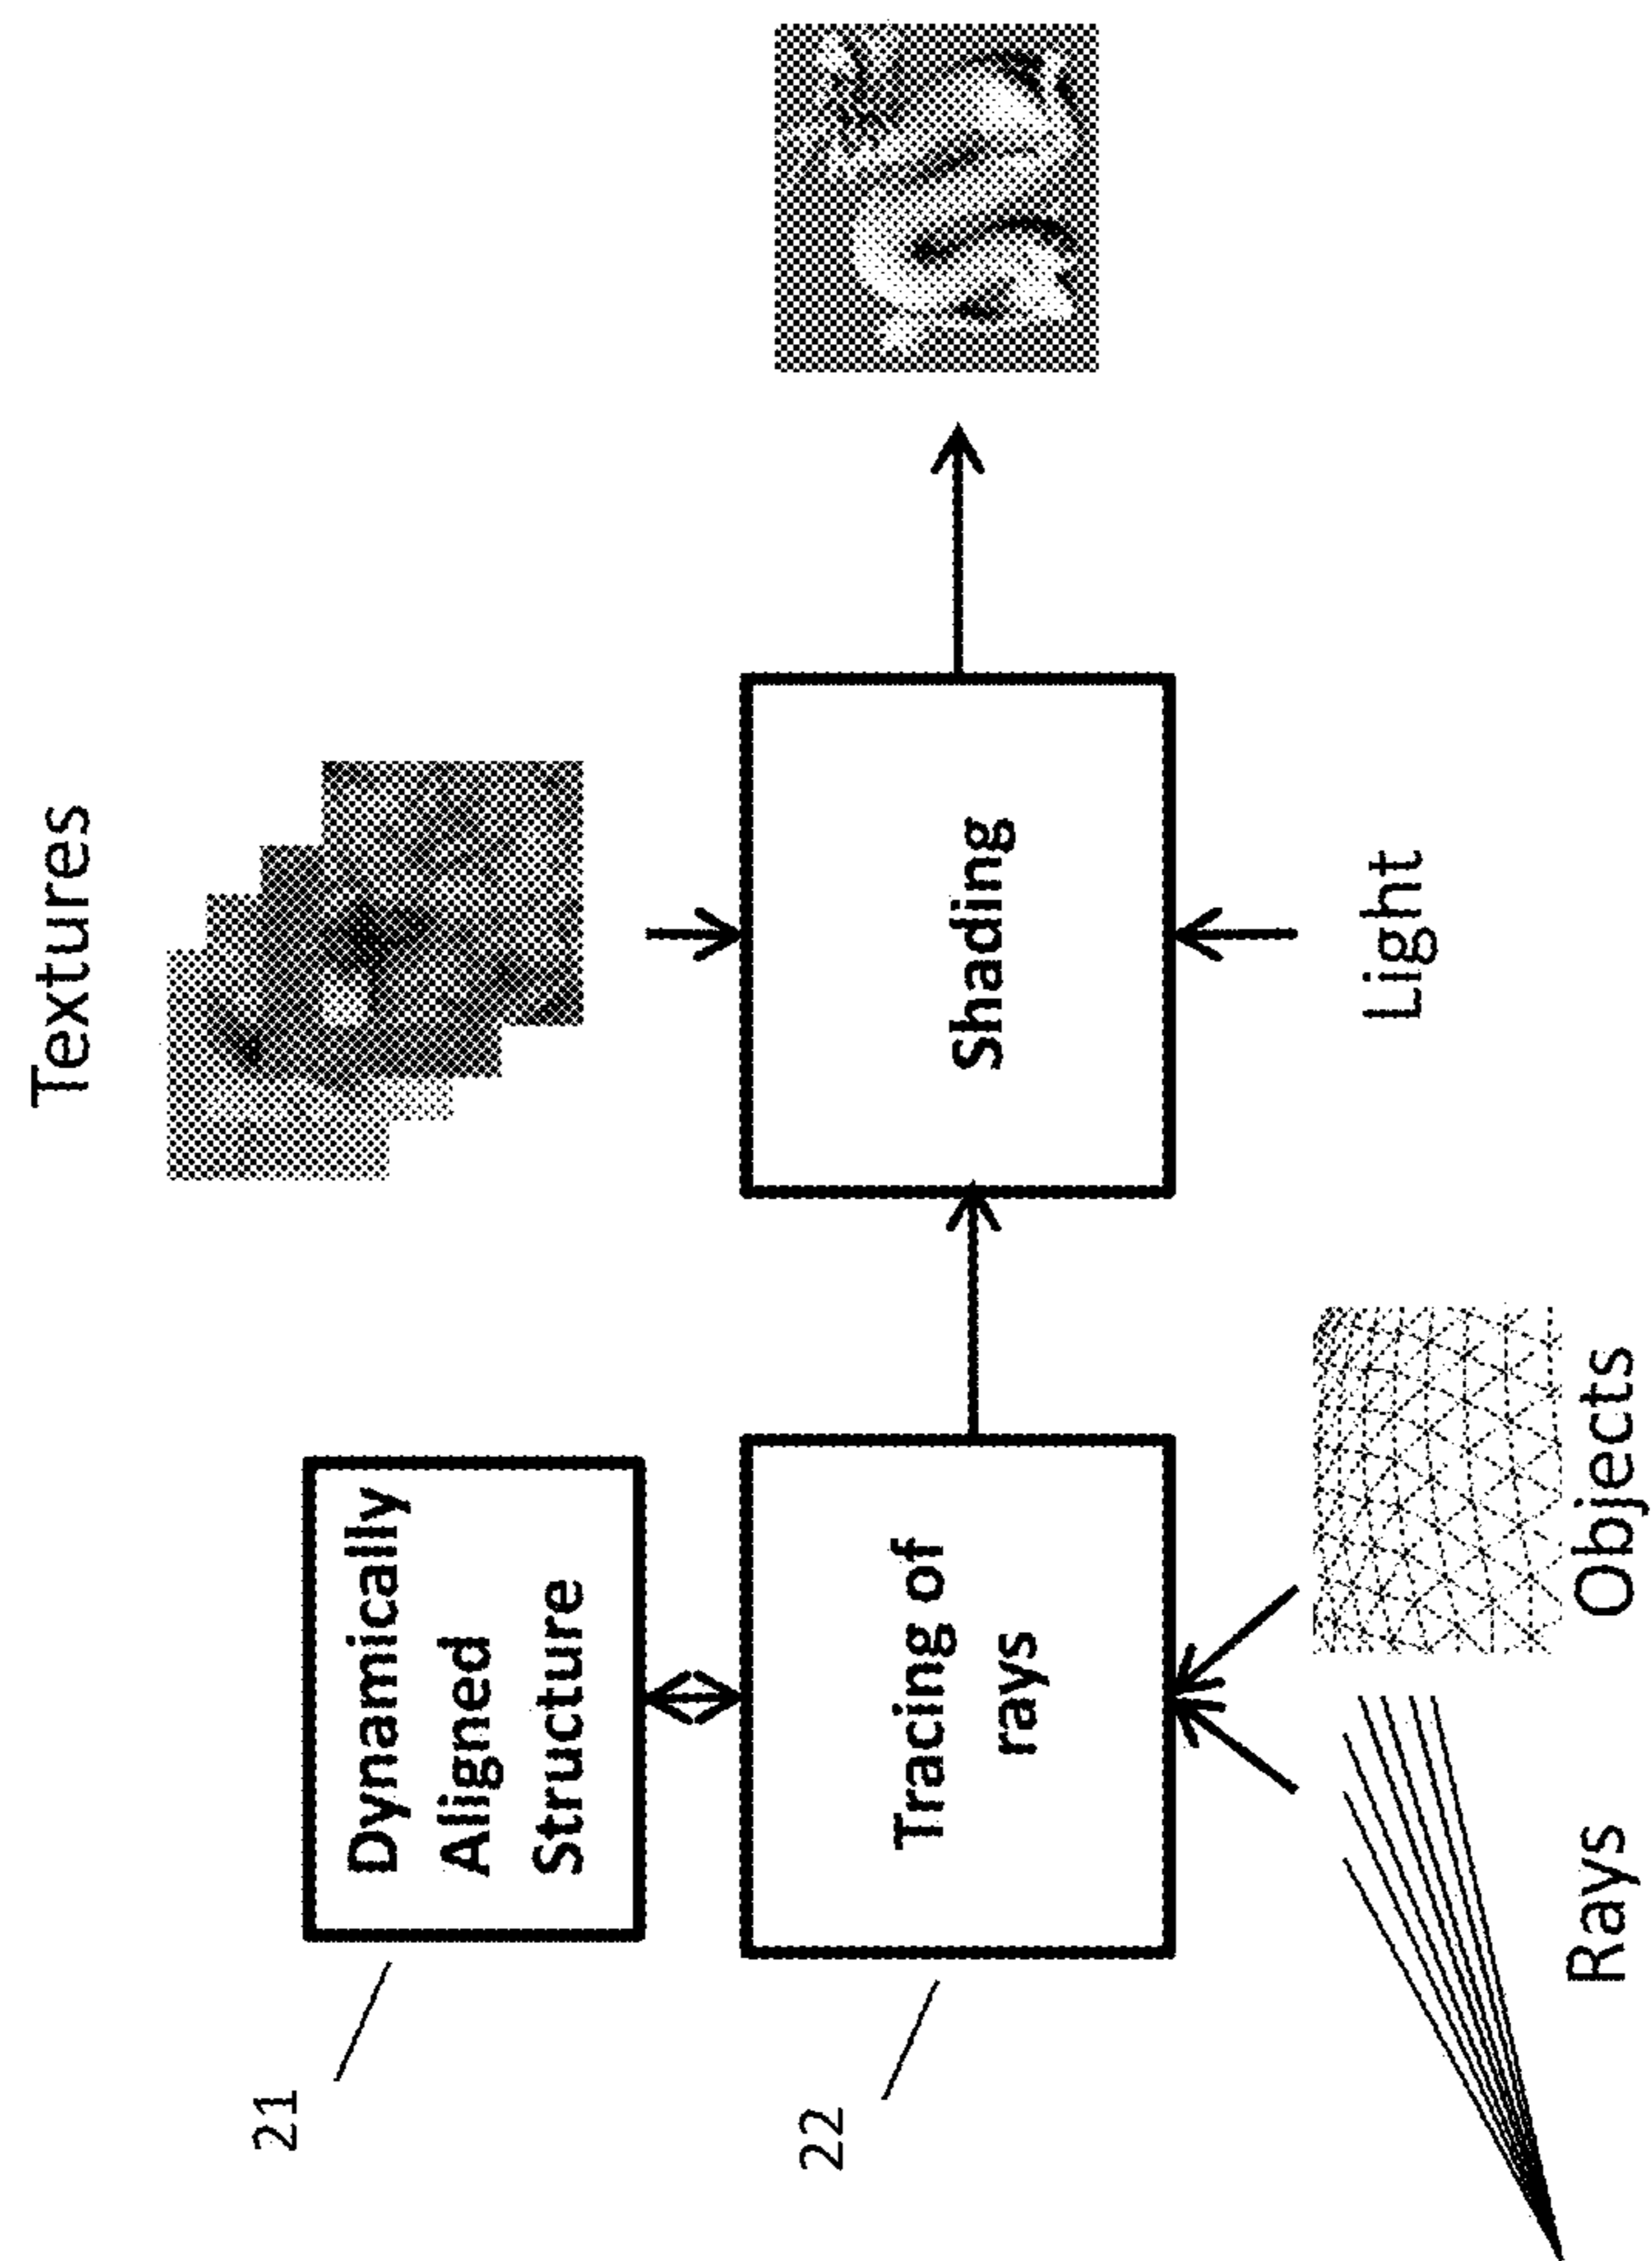 Textures
21
Dynamically
Aligned
Structure
22
Tracing of
rays
Shading
Rays
Objects
Light